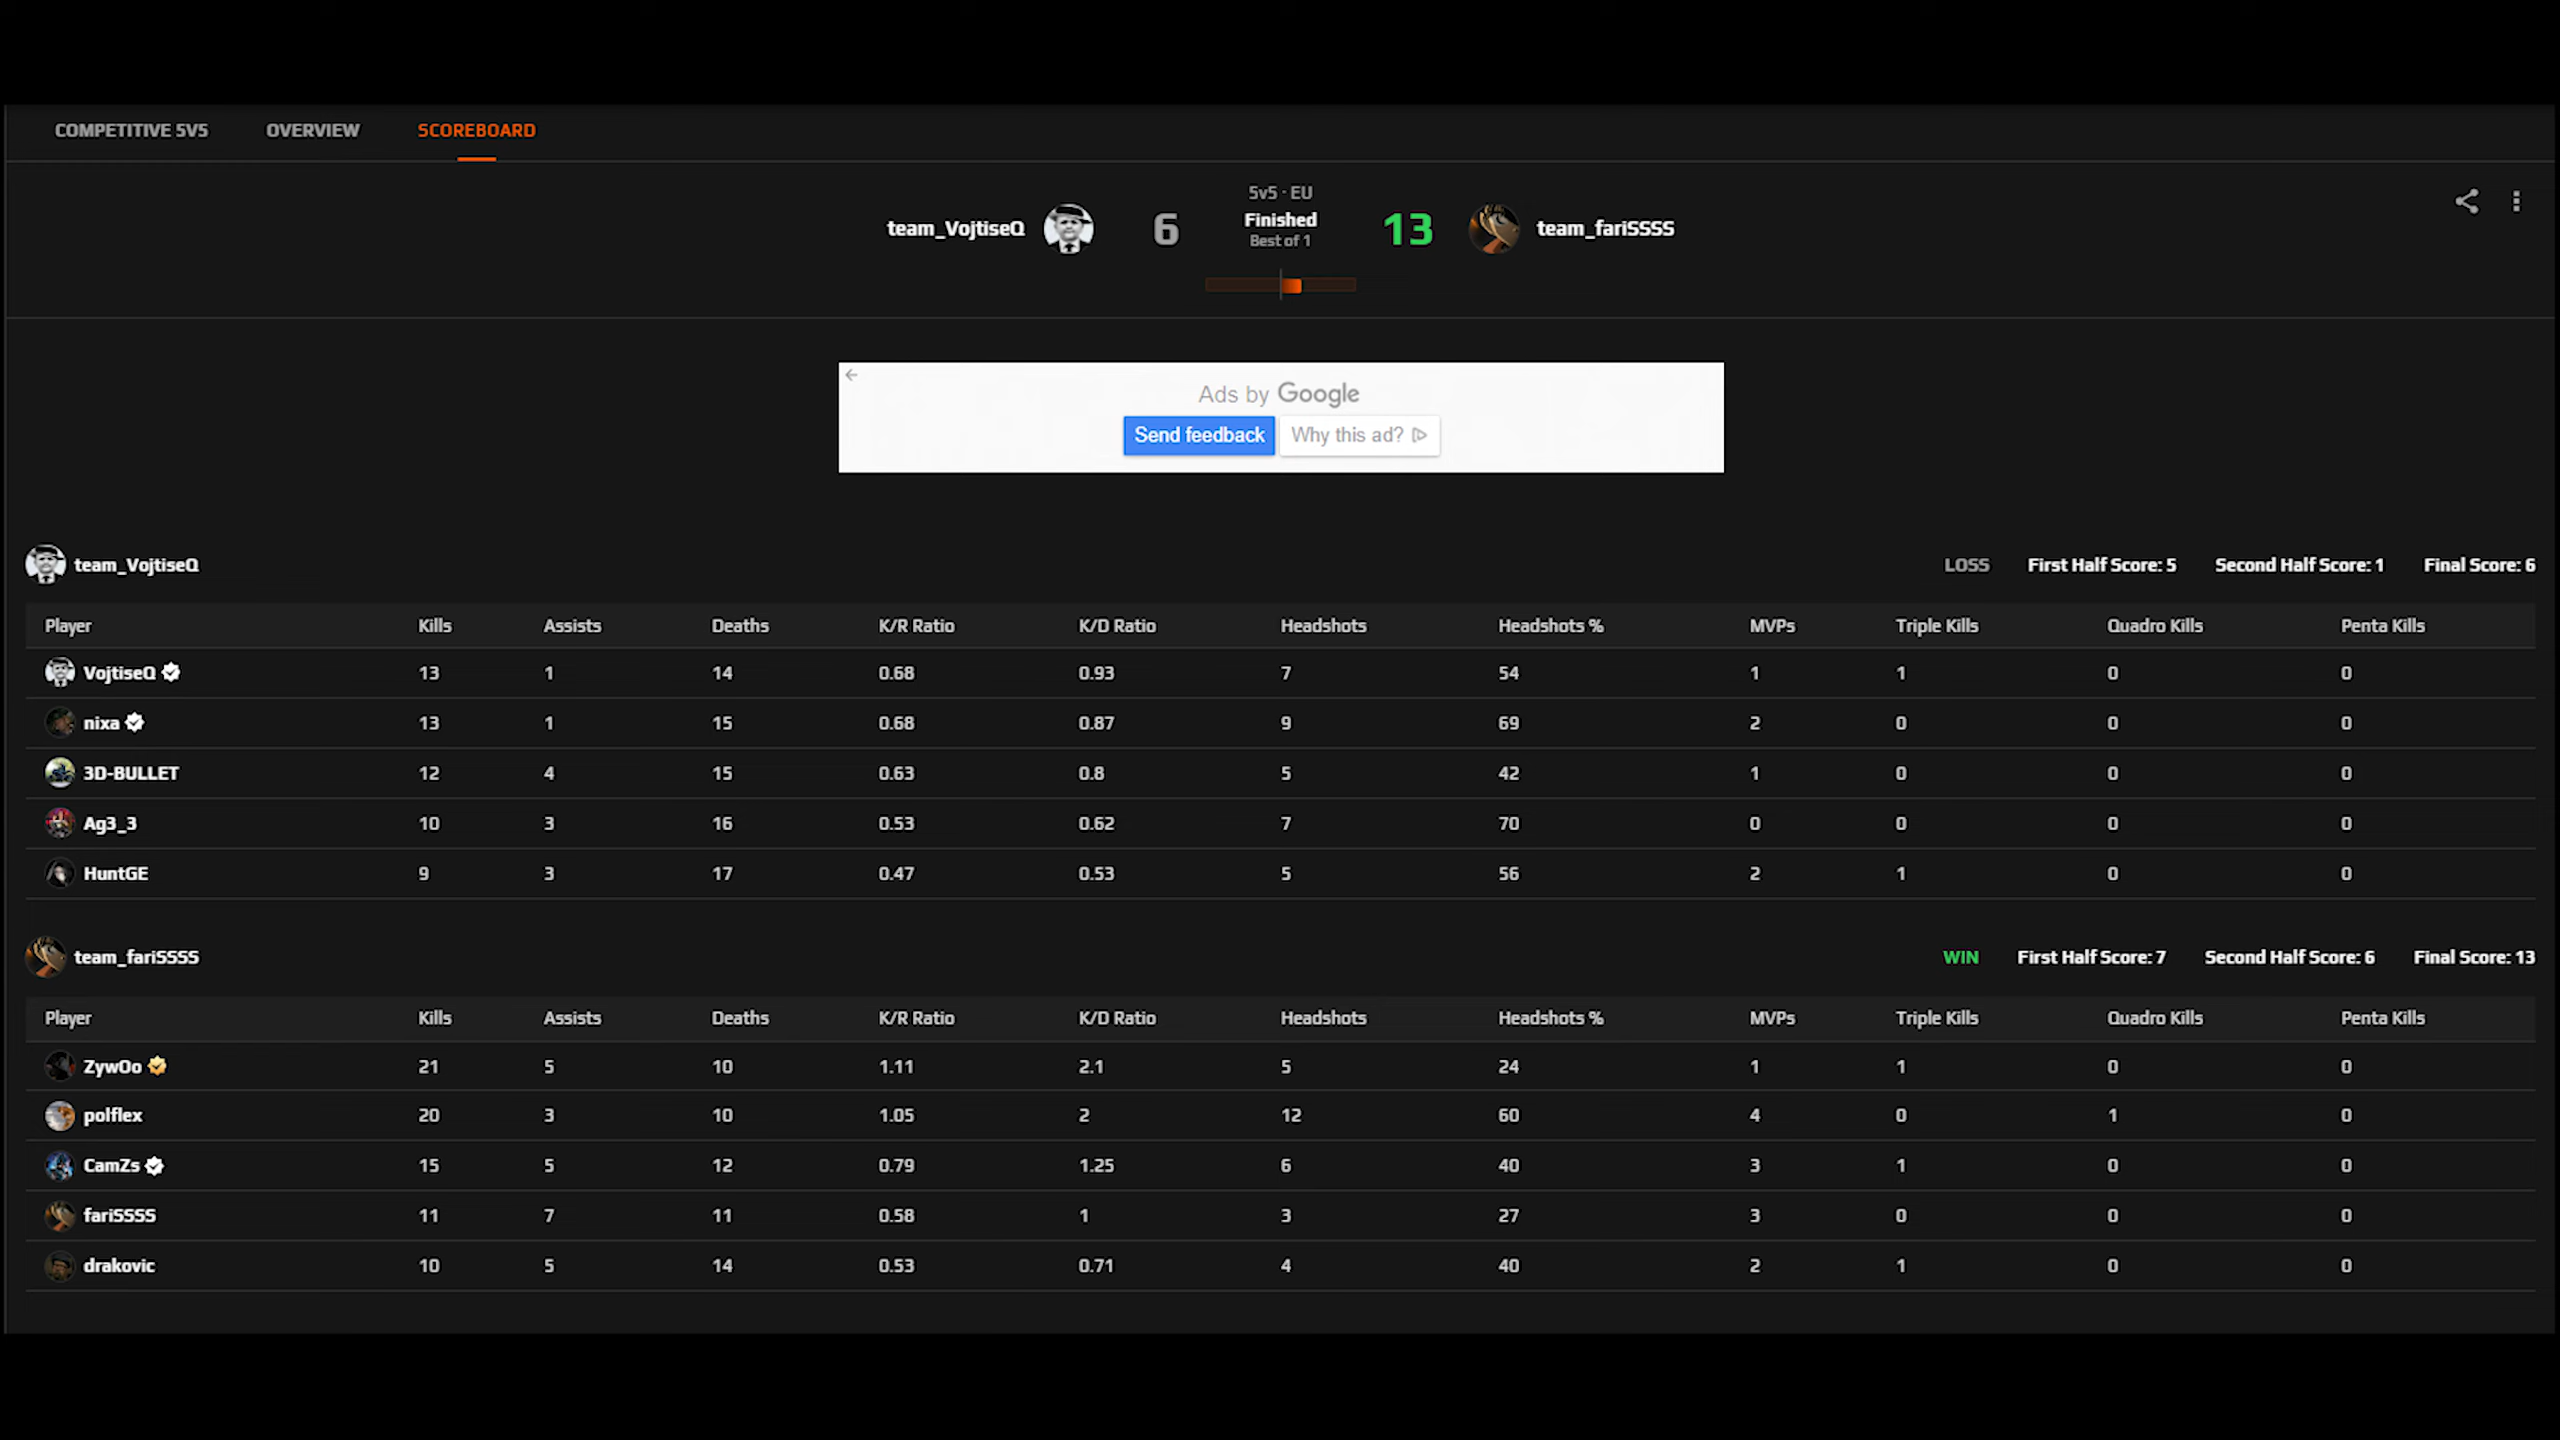 COMPETITIVE 5V5 OVERVIEW SCOREBOARD
5v5 · EU
team_VojtiseQ 6 Finished 13 team_fariSSSS
Best of 1
Ads by Google
Send feedback Why this ad?
team_VojtiseQ LOSS First Half Score: 5 Second Half Score: 1 Final Score: 6
Player Kills Assists Deaths K/R Ratio K/D Ratio Headshots Headshots % MVPs Triple Kills Quadro Kills Penta Kills
VojtiseQ 13 1 14 0.68 0.93 7 54 1 1 0 0
nixa 13 1 15 0.68 0.87 9 69 2 0 0 0
3D-BULLET 12 4 15 0.63 0.8 5 42 1 0 0 0
Ag3_3 10 3 16 0.53 0.62 7 70 0 0 0 0
HuntGE 9 3 17 0.47 0.53 5 56 2 1 0 0
team_fariSSSS WIN First Half Score: 7 Second Half Score: 6 Final Score: 13
Player Kills Assists Deaths K/R Ratio K/D Ratio Headshots Headshots % MVPs Triple Kills Quadro Kills Penta Kills
ZywOo 21 5 10 1.11 2.1 5 24 1 1 0 0
polflex 20 3 10 1.05 2 12 60 4 0 1 0
CamZs 15 5 12 0.79 1.25 6 40 3 1 0 0
fariSSSS 11 7 11 0.58 1 3 27 3 0 0 0
drakovic 10 5 14 0.53 0.71 4 40 2 1 0 0